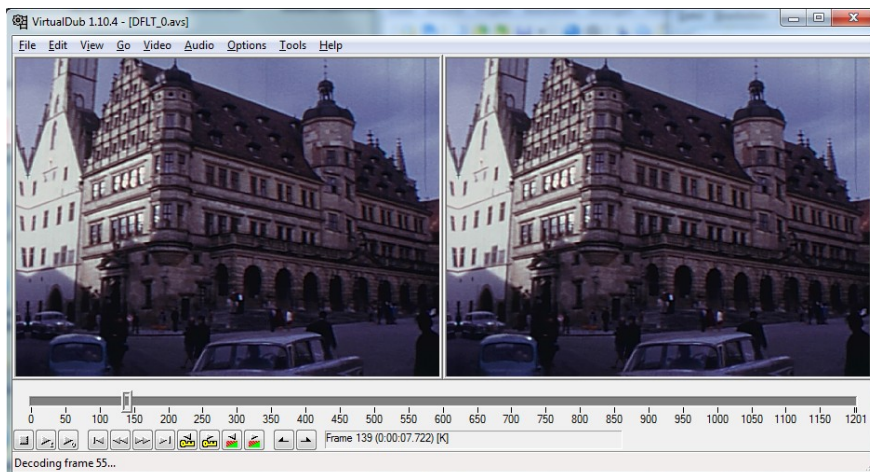 VirtualDub 1.10.4 - [DFLT_0.avs]
File Edit View Go Video Audio Options Tools Help
0 50 100 150 200 250 300 350 400 450 500 550 600 650 700 750 800 850 900 950 1000 1050 1100 1150 1201
Frame 139 (0:00:07.722) [K]
Decoding frame 55...